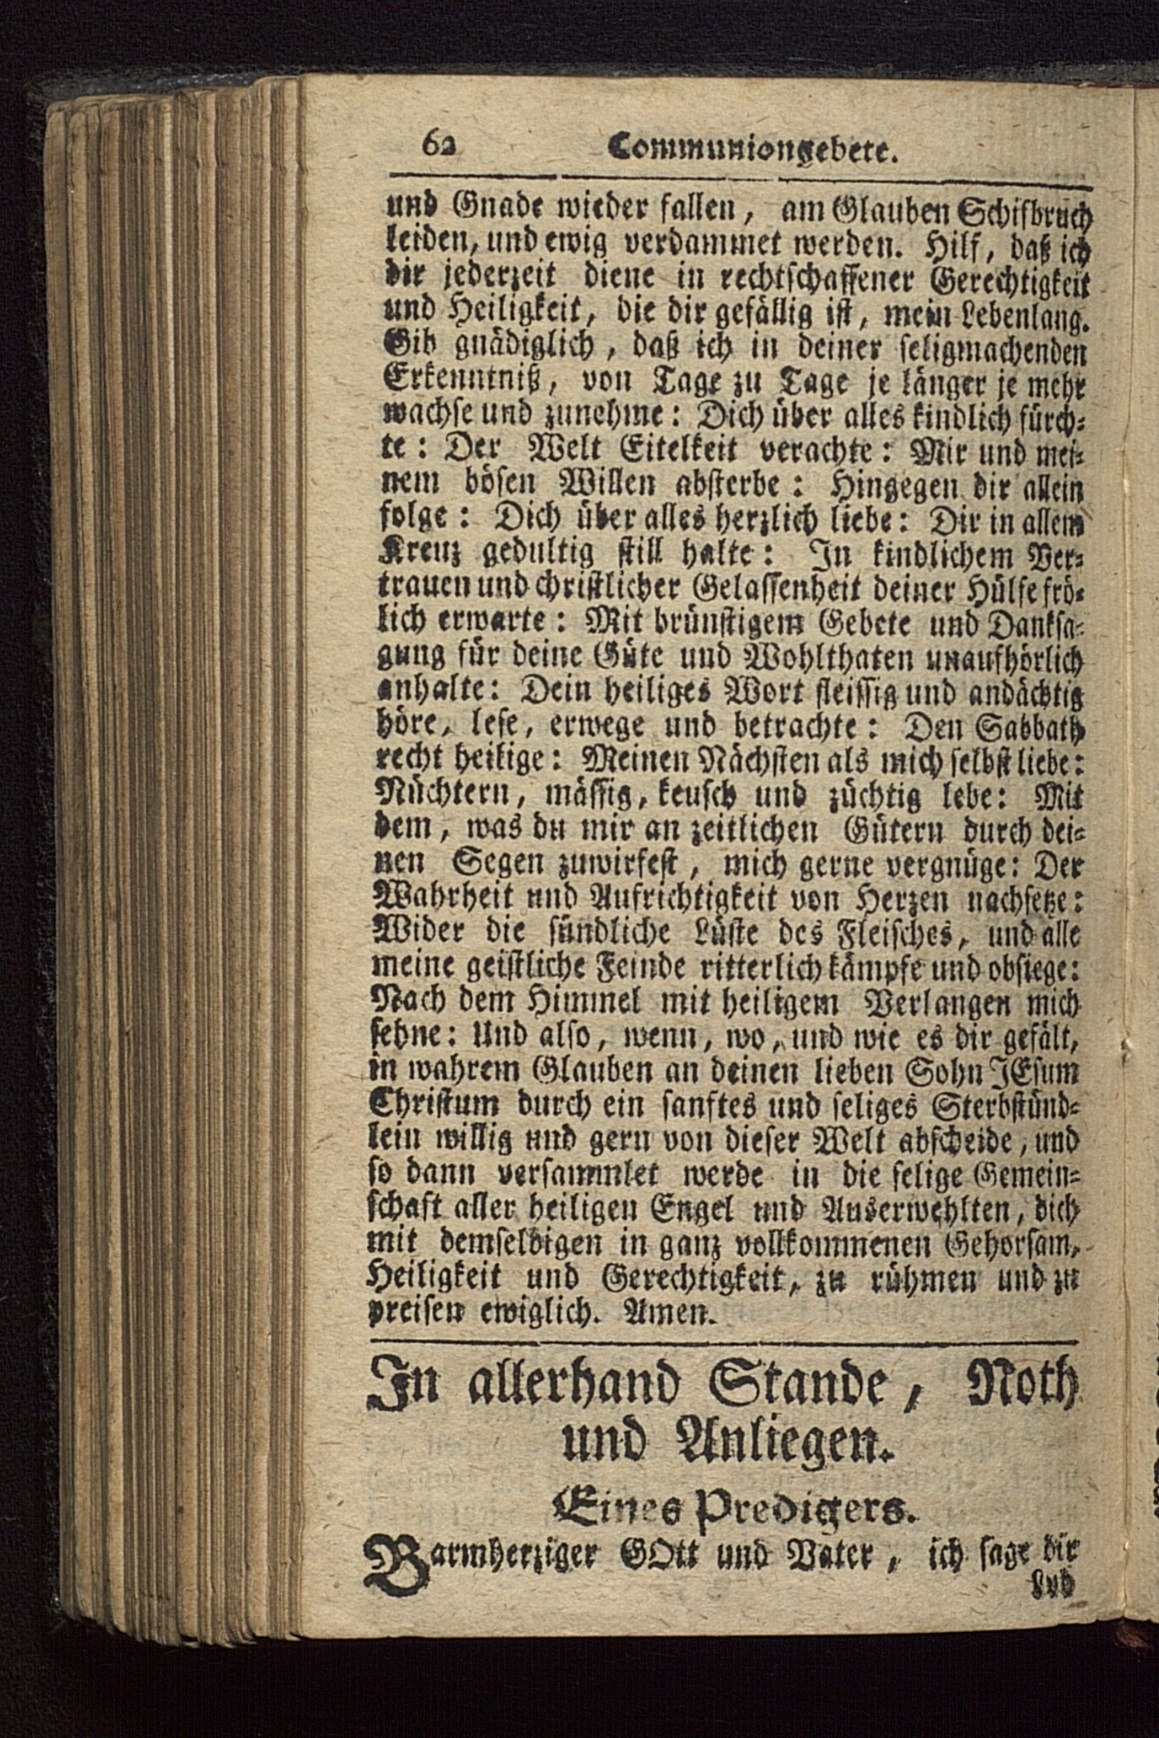 62 Communiongebete.
und Gnade wieder fallen, am Glauben Schifbruch
leiden, und ewig verdammet werden. Hilf, daß ich
dir jederzeit diene in rechtschaffener Gerechtigkeit
und Heiligkeit, die dir gefällig ist, mein Lebenlang.
Gib gnädiglich, daß ich in deiner seligmachenden
Erkenntniß, von Tage zu Tage je länger je mehr
wachse und zunehme: Dich über alles kindlich fürch-
te: Der Welt Eitelkeit verachte: Mir und mei-
nem bösen Willen absterbe: Hingegen dir allein
folge: Dich über alles herzlich liebe: Dir in allem
Kreuz gedultig still halte: In kindlichem Ver-
trauen und christlicher Gelassenheit deiner Hülfe frö-
lich erwarte: Mit brünstigem Gebete und Danksa-
gung für deine Güte und Wohlthaten unaufhörlich
anhalte: Dein heiliges Wort fleissig und andächtig
höre, lese, erwege und betrachte: Den Sabbath
recht heilige: Meinen Nächsten als mich selbst liebe:
Nüchtern, mässig, keusch und züchtig lebe: Mit
dem, was du mir an zeitlichen Gütern durch dei-
nen Segen zuwirfest, mich gerne vergnüge: Der
Wahrheit und Aufrichtigkeit von Herzen nachsetze:
Wider die sündliche Lüste des Fleisches, und alle
meine geistliche Feinde ritterlich kämpfe und obsiege:
Nach dem Himmel mit heiligem Verlangen mich
sehne: Und also, wenn, wo, und wie es dir gefält,
in wahrem Glauben an deinen lieben Sohn JEsum
Christum durch ein sanftes und seliges Sterbstünd-
lein willig und gern von dieser Welt abscheide, und
so dann versammlet werde in die selige Gemein-
schaft aller heiligen Engel und Auserwehlten, dich
mit demselbigen in ganz vollkommenen Gehorsam,
Heiligkeit und Gerechtigkeit, zu rühmen und zu
preisen ewiglich. Amen.
In allerhand Stande, Noth
und Anliegen.
Eines Predigers.
Barmherziger GOtt und Vater, ich sage dir
Lob